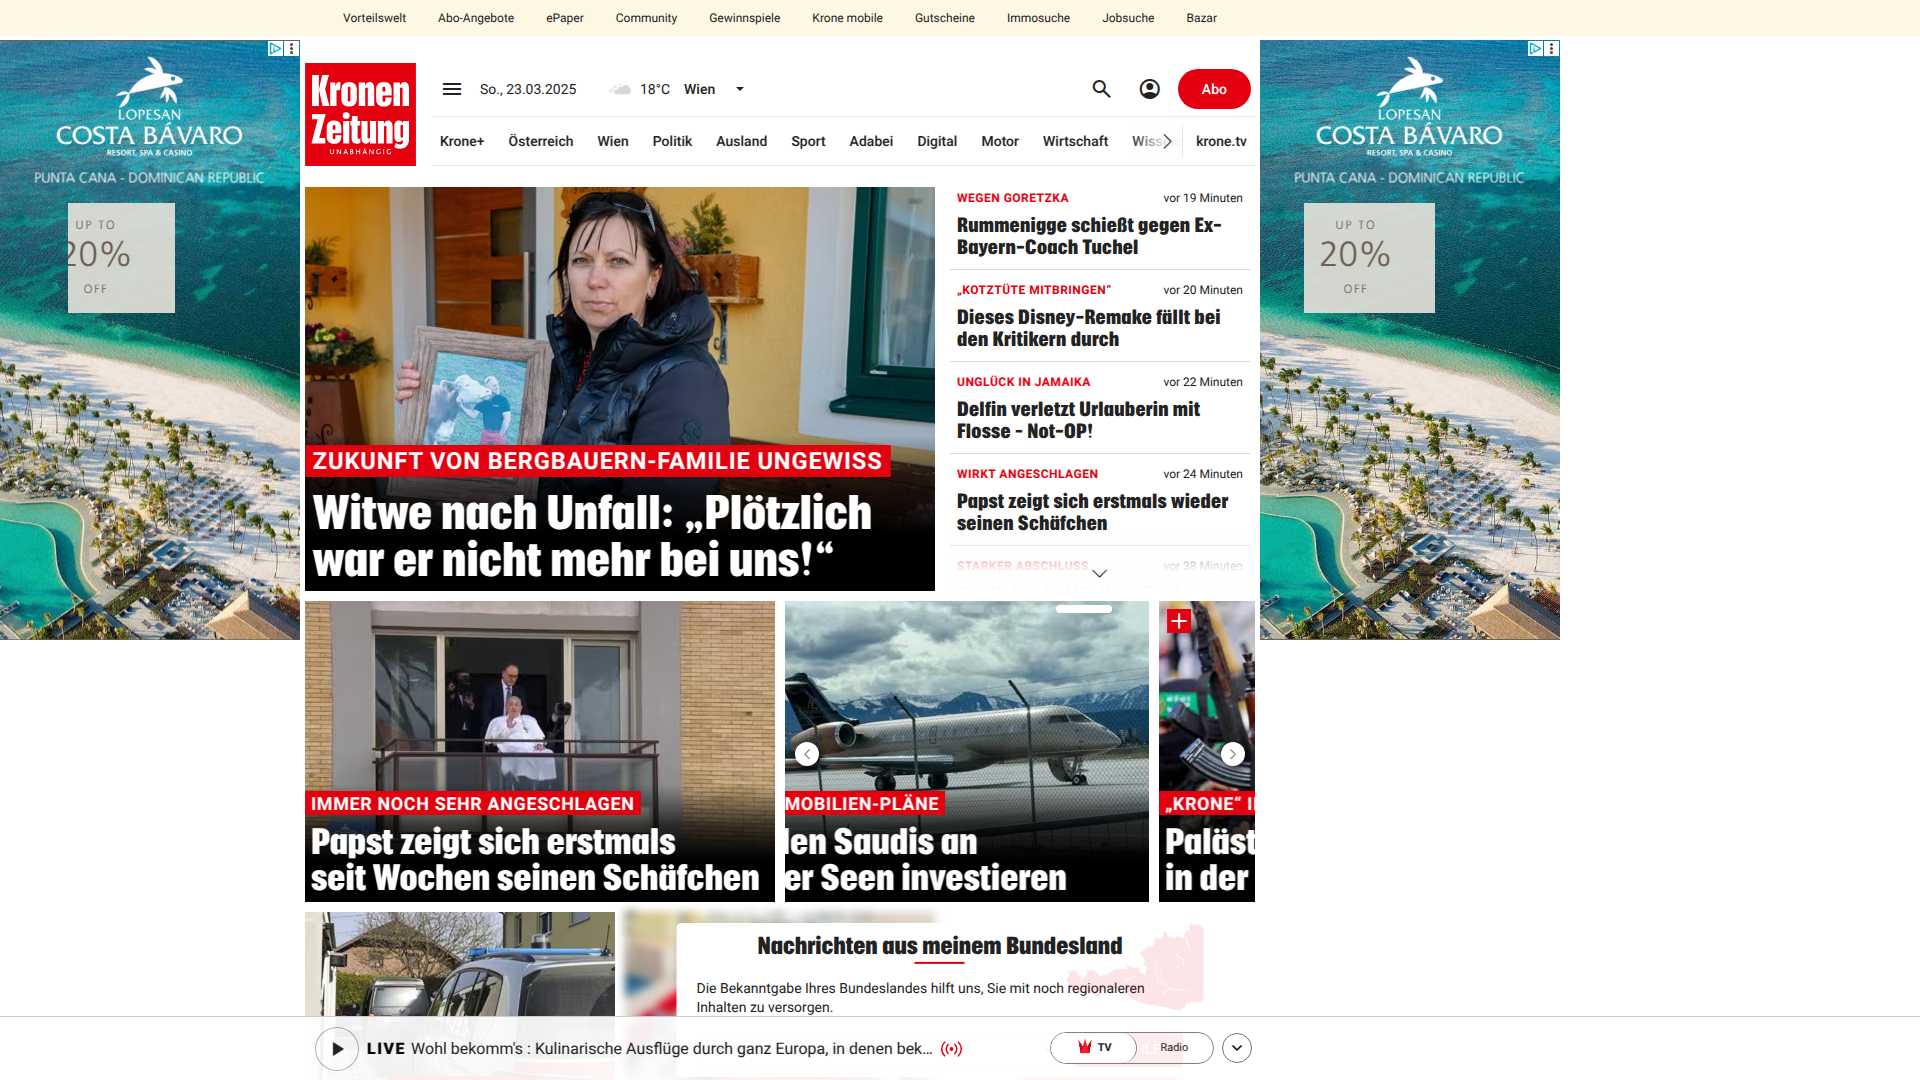 Vorteilswelt Abo-Angebote ePaper Community Gewinnspiele Krone mobile Gutscheine Immosuche Jobsuche Bazar
LOPESAN
COSTA BÁVARO
RESORT, SPA & CASINO
PUNTA CANA - DOMINICAN REPUBLIC
UP TO
20%
OFF
Kronen
Zeitung
UNABHÄNGIG
So., 23.03.2025 18°C Wien
Abo
Krone+ Österreich Wien Politik Ausland Sport Adabei Digital Motor Wirtschaft Wiss krone.tv
ZUKUNFT VON BERGBAUERN-FAMILIE UNGEWISS
Witwe nach Unfall: „Plötzlich
war er nicht mehr bei uns!“
WEGEN GORETZKA vor 19 Minuten
Rummenigge schießt gegen Ex-
Bayern-Coach Tuchel
„KOTZTÜTE MITBRINGEN“ vor 20 Minuten
Dieses Disney-Remake fällt bei
den Kritikern durch
UNGLÜCK IN JAMAIKA vor 22 Minuten
Delfin verletzt Urlauberin mit
Flosse - Not-OP!
WIRKT ANGESCHLAGEN vor 24 Minuten
Papst zeigt sich erstmals wieder
seinen Schäfchen
STARKER ABSCHLUSS vor 38 Minuten
LOPESAN
COSTA BÁVARO
RESORT, SPA & CASINO
PUNTA CANA - DOMINICAN REPUBLIC
UP TO
20%
OFF
IMMER NOCH SEHR ANGESCHLAGEN
Papst zeigt sich erstmals
seit Wochen seinen Schäfchen
MOBILIEN-PLÄNE
len Saudis an
er Seen investieren
„KRONE“ I
Paläst
in der
Nachrichten aus meinem Bundesland
Die Bekanntgabe Ihres Bundeslandes hilft uns, Sie mit noch regionaleren
Inhalten zu versorgen.
LIVE Wohl bekomm's : Kulinarische Ausflüge durch ganz Europa, in denen bek...
TV Radio